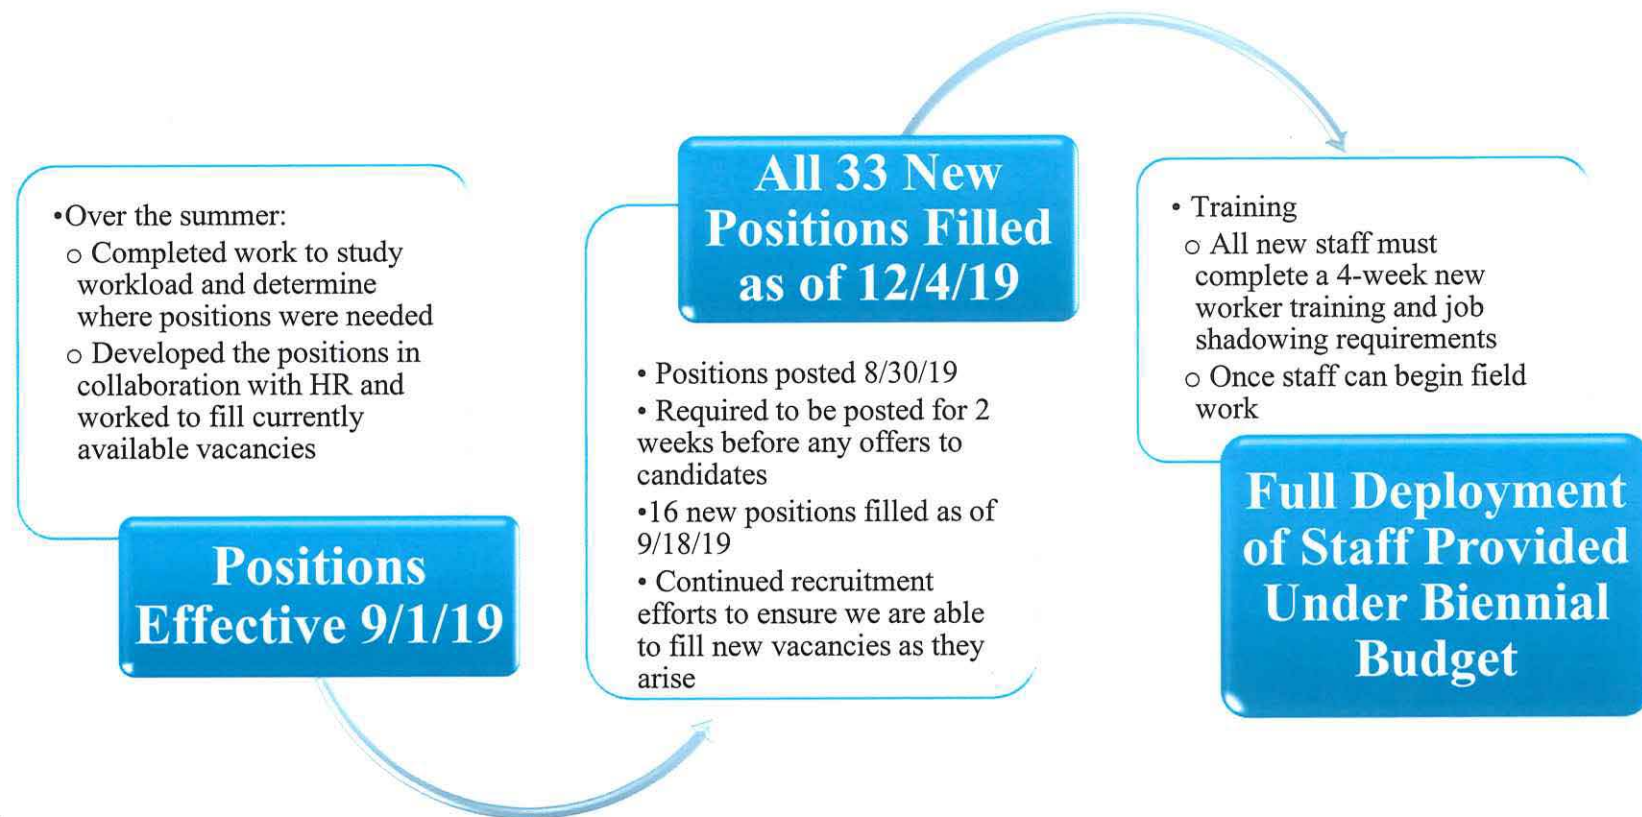 •Over the summer:
o Completed work to study
workload and determine
where positions were needed
o Developed the positions in
collaboration with HR and
worked to fill currently
available vacancies
Positions
Effective 9/1/19
All 33 New
Positions Filled
as of 12/4/19
• Positions posted 8/30/19
• Required to be posted for 2
weeks before any offers to
candidates
•16 new positions filled as of
9/18/19
• Continued recruitment
efforts to ensure we are able
to fill new vacancies as they
arise
• Training
o All new staff must
complete a 4-week new
worker training and job
shadowing requirements
o Once staff can begin field
work
Full Deployment
of Staff Provided
Under Biennial
Budget